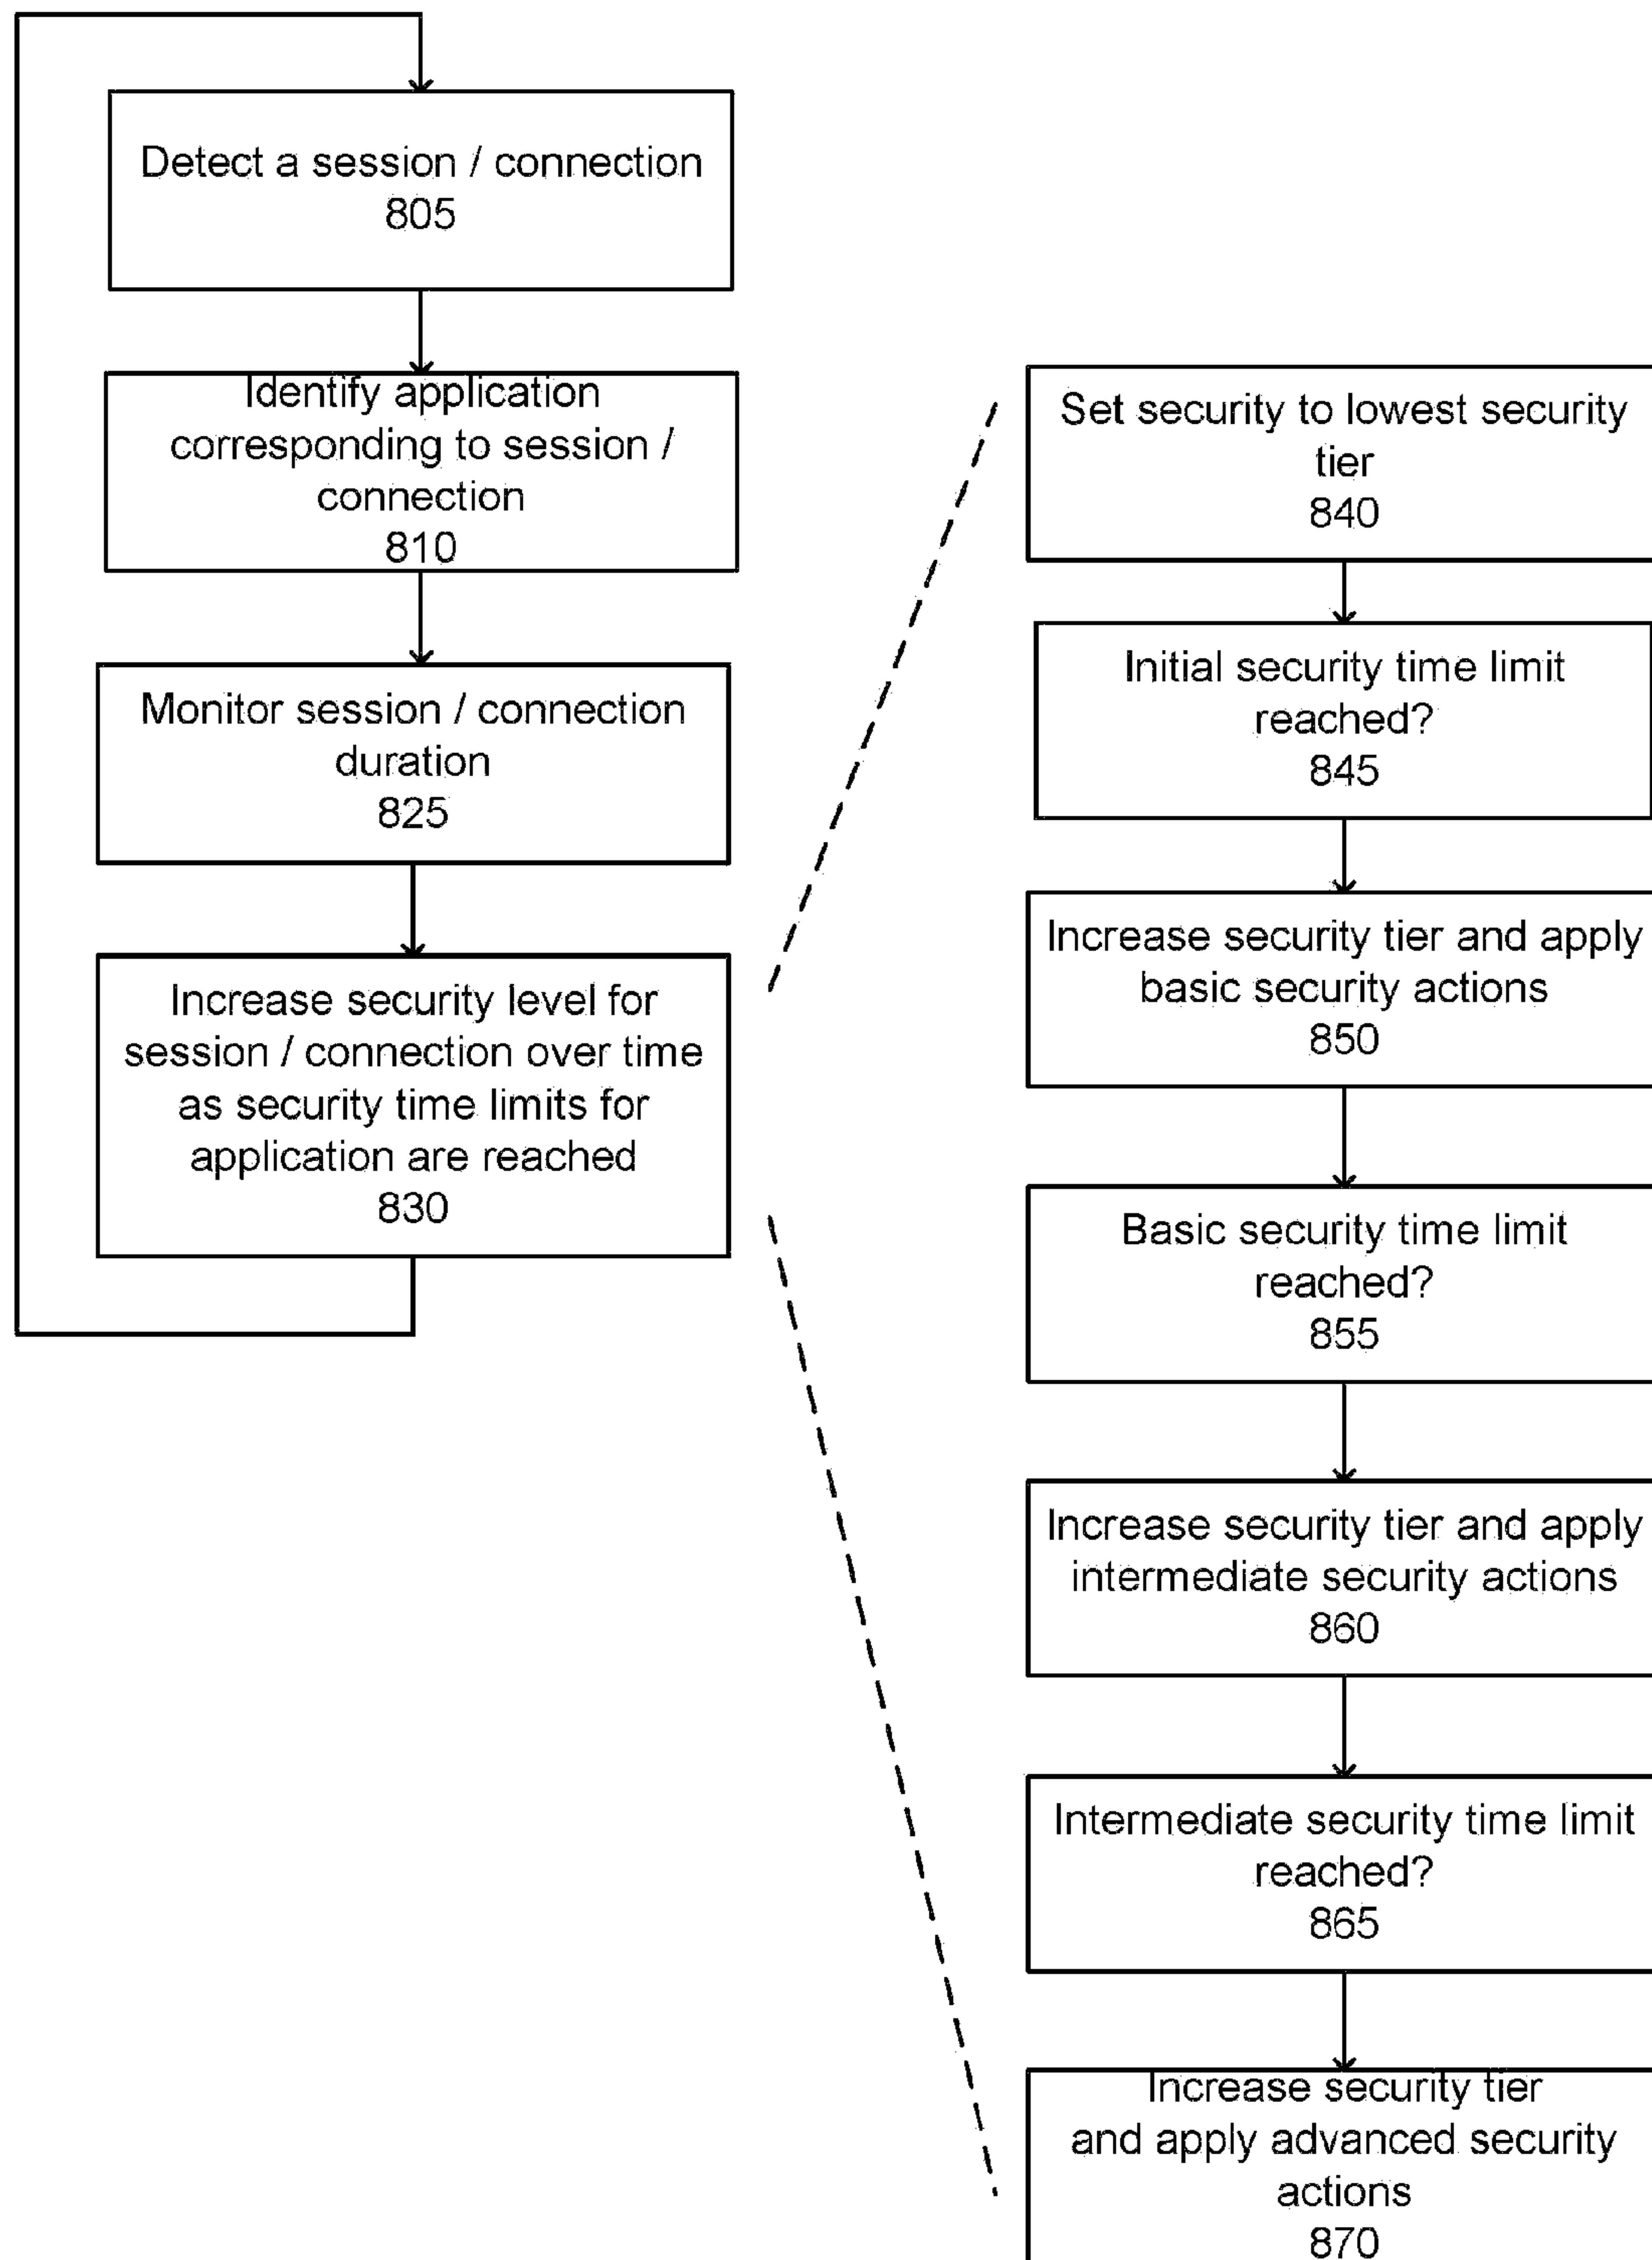 Detect a session / connection
805
Identify application
corresponding to session /
connection
810
Monitor session / connection
duration
825
Increase security level for
session / connection over time
as security time limits for
application are reached
830
Set security to lowest security
tier
840
Initial security time limit
reached?
845
Increase security tier and apply
basic security actions
850
Basic security time limit
reached?
855
Increase security tier and apply
intermediate security actions
860
Intermediate security time limit
reached?
865
Increase security tier
and apply advanced security
actions
870